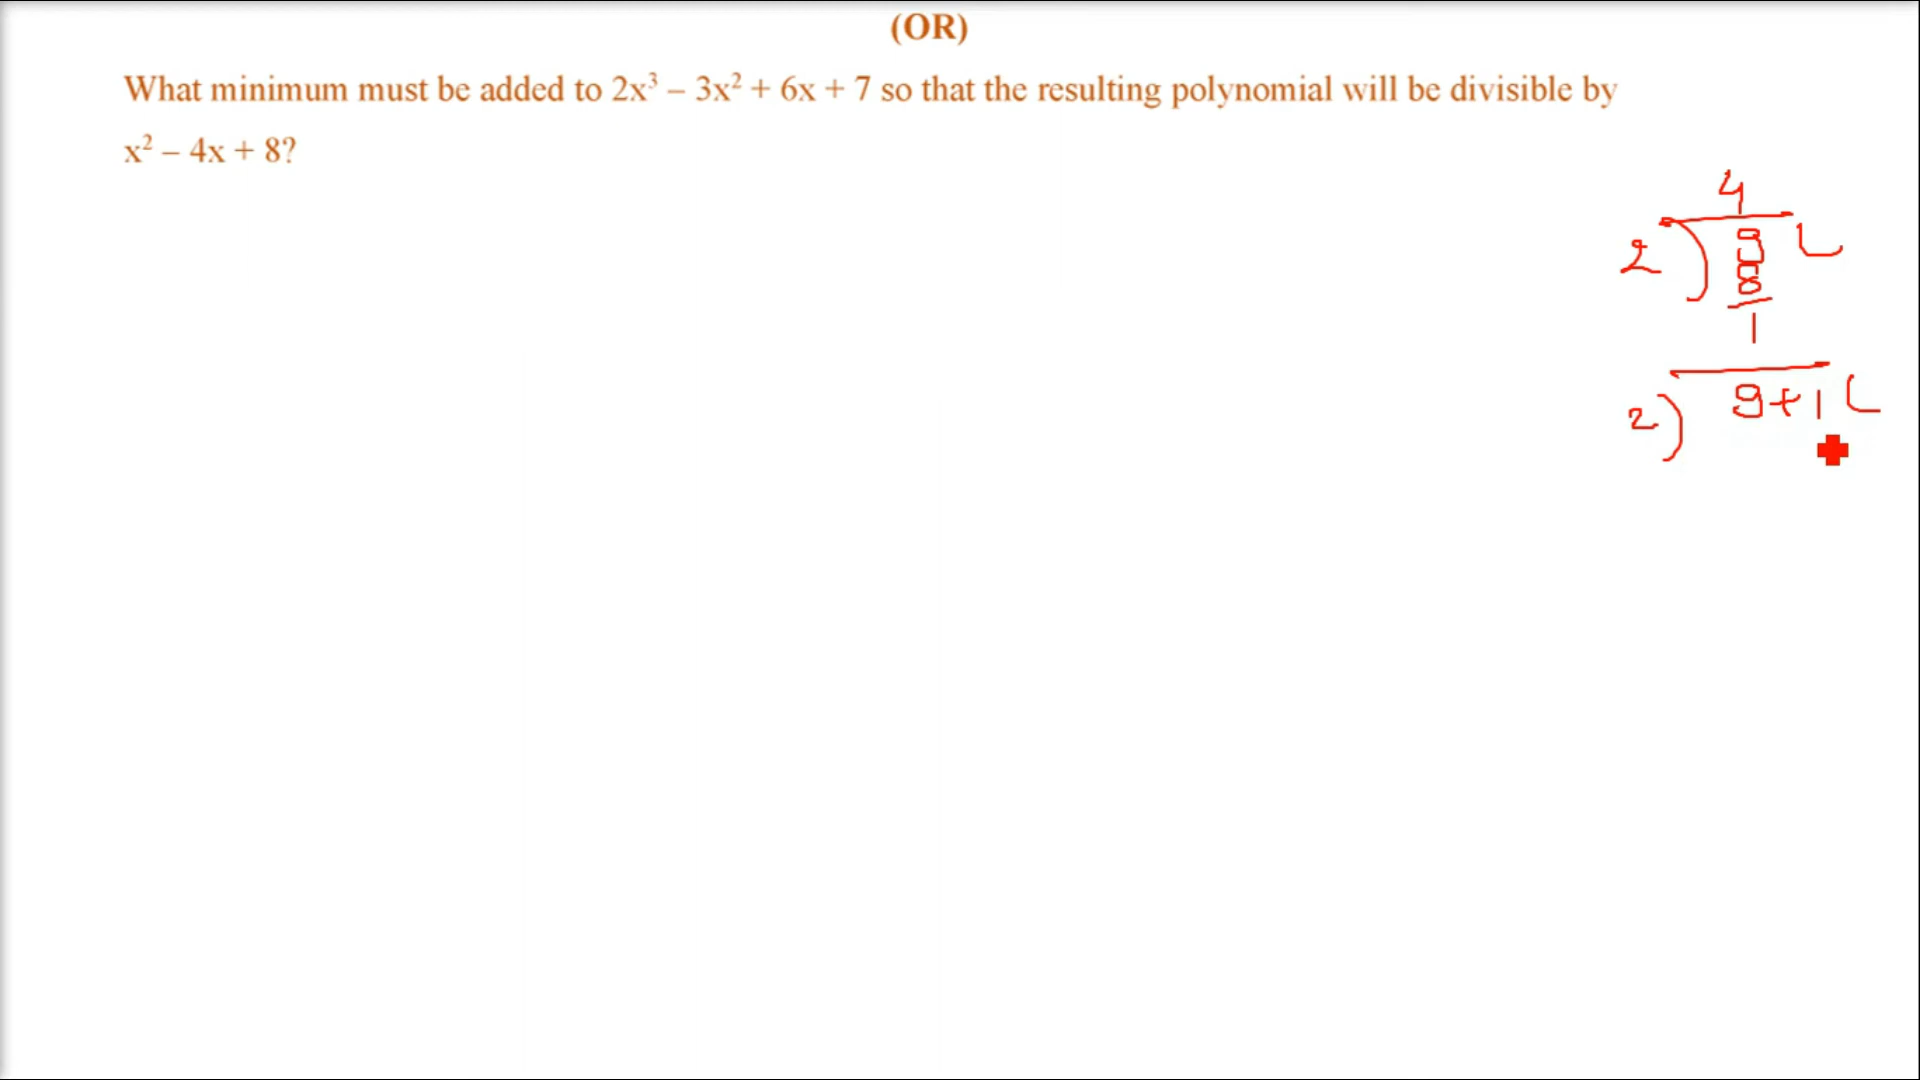 (OR)
What minimum must be added to 2x³ – 3x² + 6x + 7 so that the resulting polynomial will be divisible by
x² – 4x + 8?
4
2) 9 (
8
1
2) 9+1 (